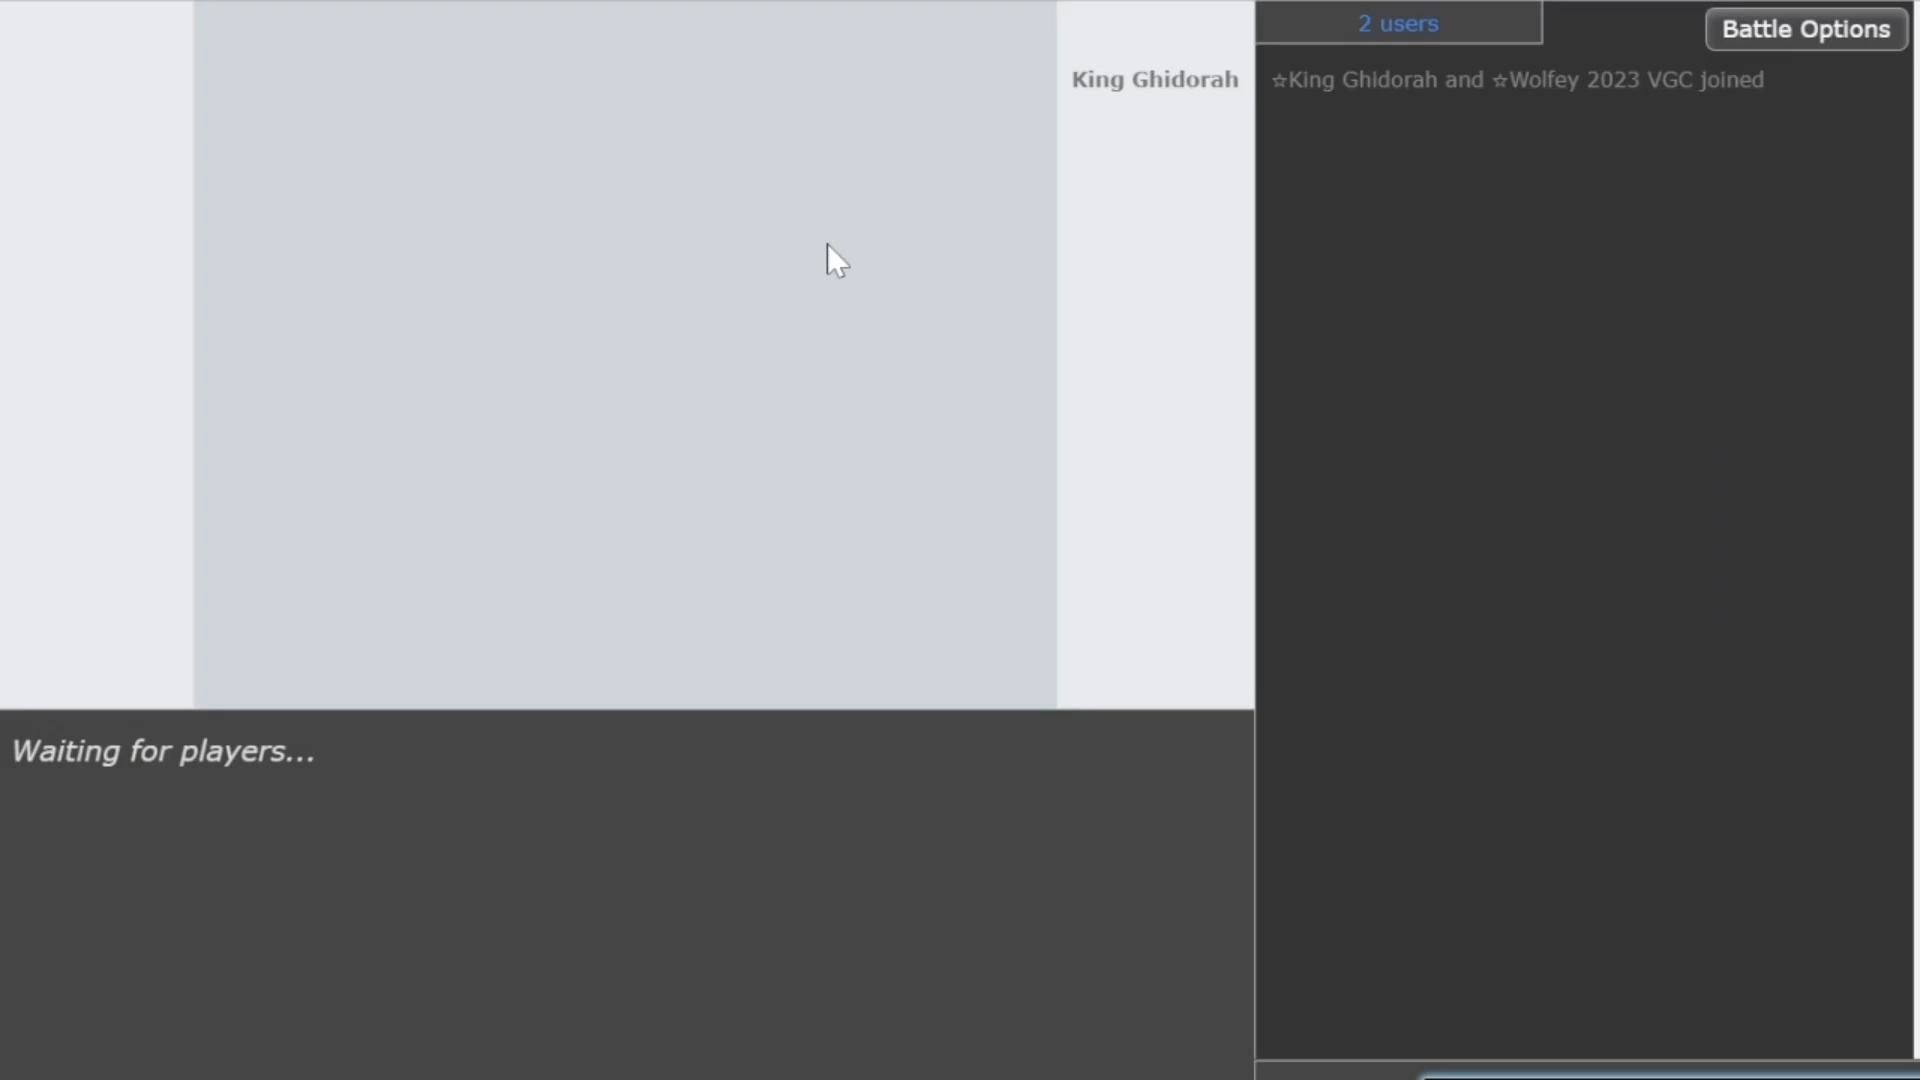 2 users
Battle Options
King Ghidorah
☆King Ghidorah and ☆Wolfey 2023 VGC joined
Waiting for players...